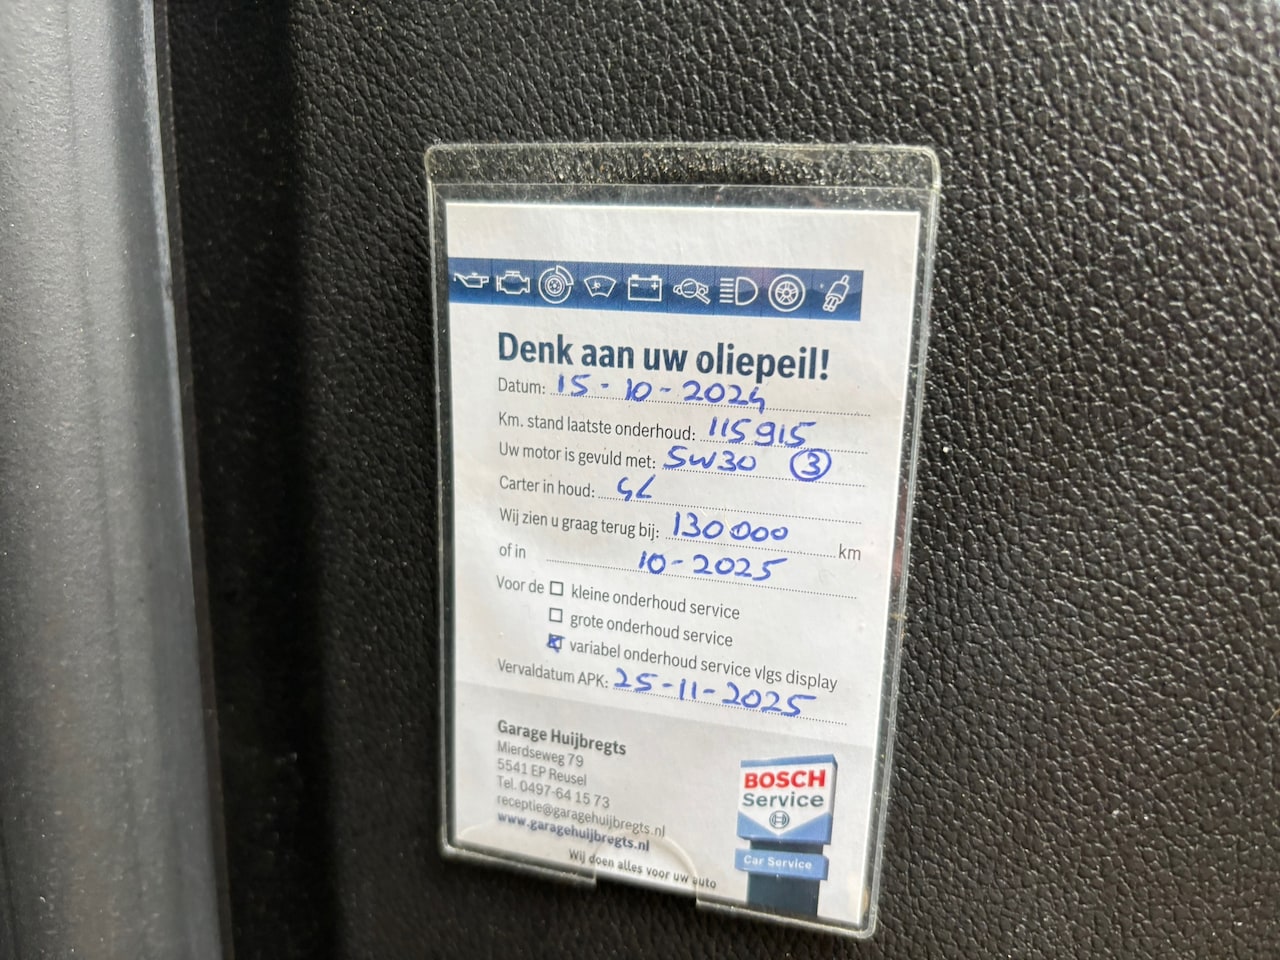 Denk aan uw oliepeil!
Datum: 15-10-2024
Km. stand laatste onderhoud: 115915
Uw motor is gevuld met: 5W30 3
Carter in houd: 4L
Wij zien u graag terug bij: 130000 km
of in 10-2025
Voor de kleine onderhoud service
grote onderhoud service
variabel onderhoud service vlgs display
Vervaldatum APK: 25-11-2025
Garage Huijbregts
Mierdseweg 79
5541 EP Reusel
Tel. 0497-64 15 73
receptie@garagehuijbregts.nl
www.garagehuijbregts.nl
Wij doen alles voor uw auto
BOSCH
Service
Car Service